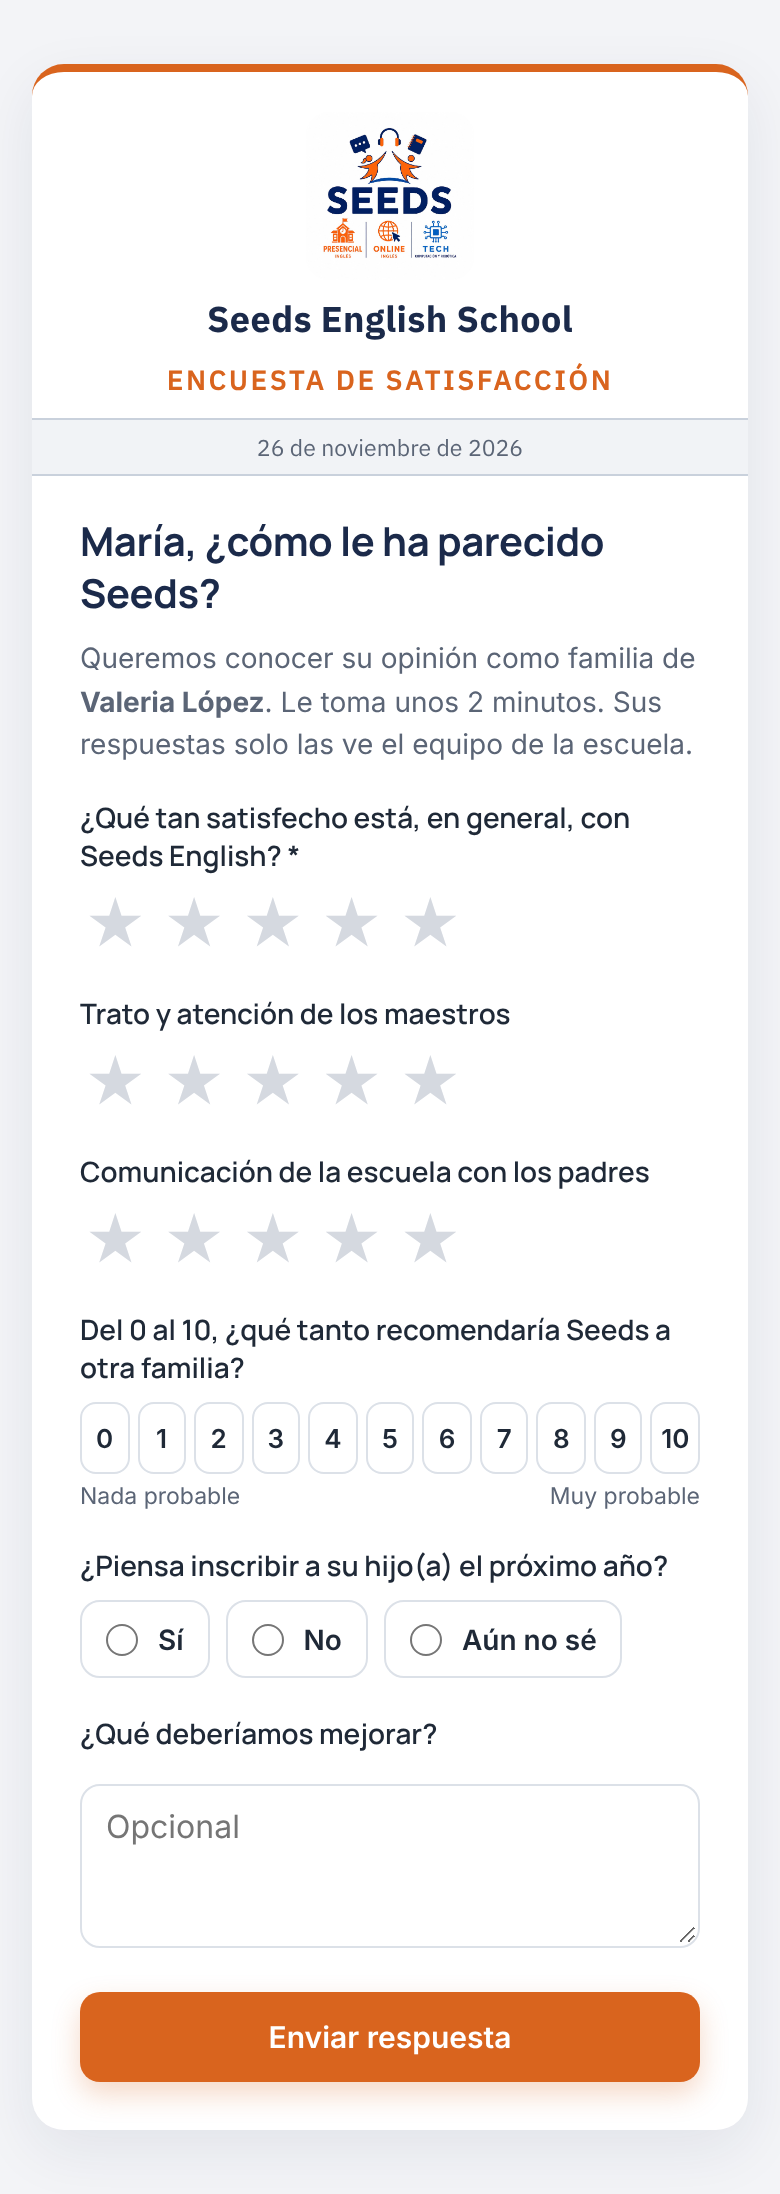 SEEDS
PRESENCIAL
INGLÉS
ONLINE
INGLÉS
TECH
COMPUTACIÓN Y ROBÓTICA
Seeds English School
ENCUESTA DE SATISFACCIÓN
26 de noviembre de 2026
María, ¿cómo le ha parecido
Seeds?
Queremos conocer su opinión como familia de
Valeria López. Le toma unos 2 minutos. Sus
respuestas solo las ve el equipo de la escuela.
¿Qué tan satisfecho está, en general, con
Seeds English? *
Trato y atención de los maestros
Comunicación de la escuela con los padres
Del 0 al 10, ¿qué tanto recomendaría Seeds a
otra familia?
0 1 2 3 4 5 6 7 8 9 10
Nada probable Muy probable
¿Piensa inscribir a su hijo(a) el próximo año?
Sí No Aún no sé
¿Qué deberíamos mejorar?
Opcional
Enviar respuesta